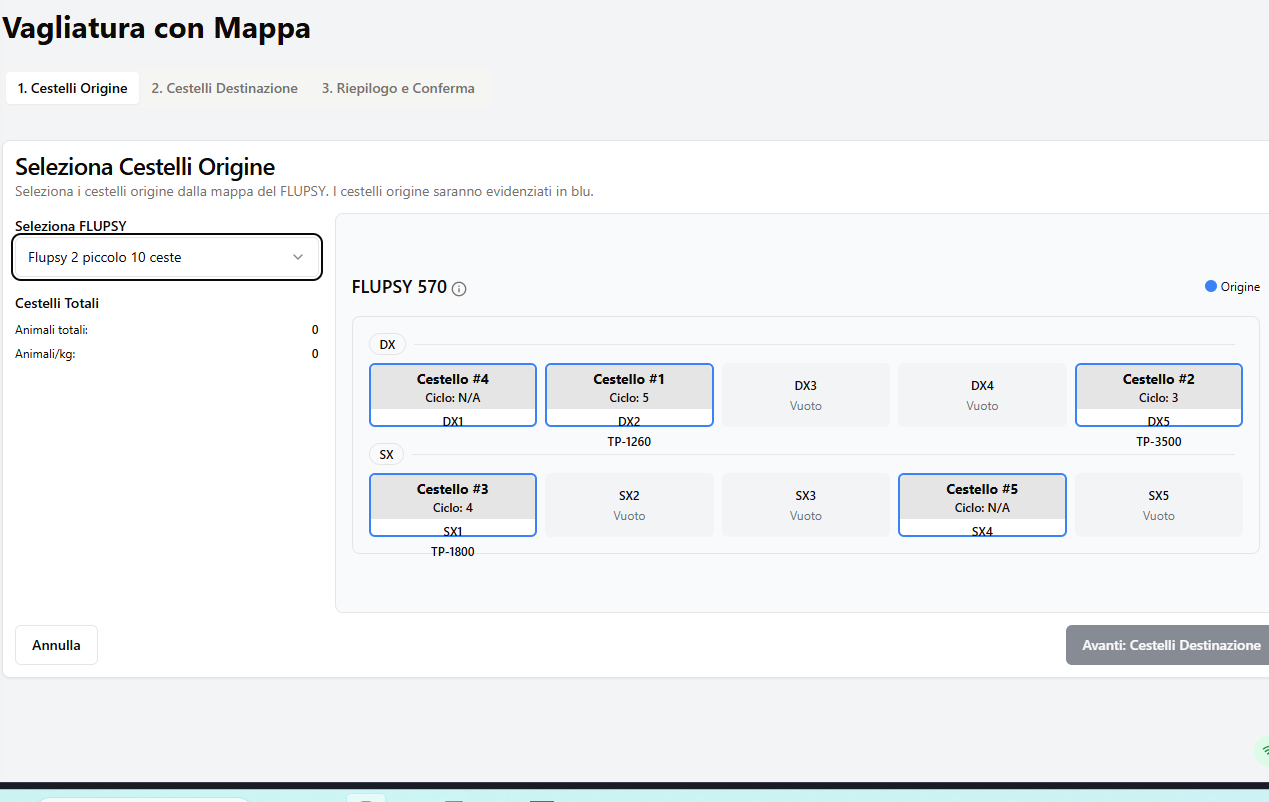 Vagliatura con Mappa
1. Cestelli Origine
2. Cestelli Destinazione
3. Riepilogo e Conferma
Seleziona Cestelli Origine
Seleziona i cestelli origine dalla mappa del FLUPSY. I cestelli origine saranno evidenziati in blu.
Seleziona FLUPSY
Flupsy 2 piccolo 10 ceste
Cestelli Totali
Animali totali: 0
Animali/kg: 0
FLUPSY 570
Origine
DX
Cestello #4
Ciclo: N/A
DX1
Cestello #1
Ciclo: 5
DX2
TP-1260
DX3
Vuoto
DX4
Vuoto
Cestello #2
Ciclo: 3
DX5
TP-3500
SX
Cestello #3
Ciclo: 4
SX1
TP-1800
SX2
Vuoto
SX3
Vuoto
Cestello #5
Ciclo: N/A
SX4
SX5
Vuoto
Annulla
Avanti: Cestelli Destinazione